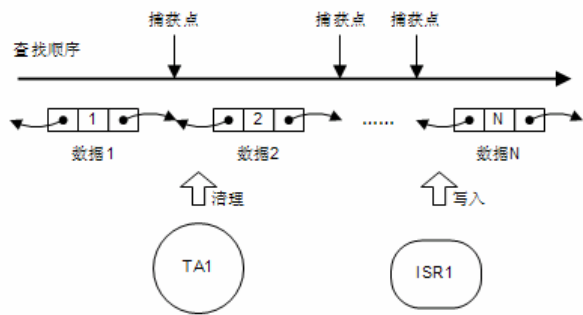 捕获点 捕获点 捕获点
查找顺序
1 2 …… N
数据1 数据2 数据N
清理 写入
TA1 ISR1